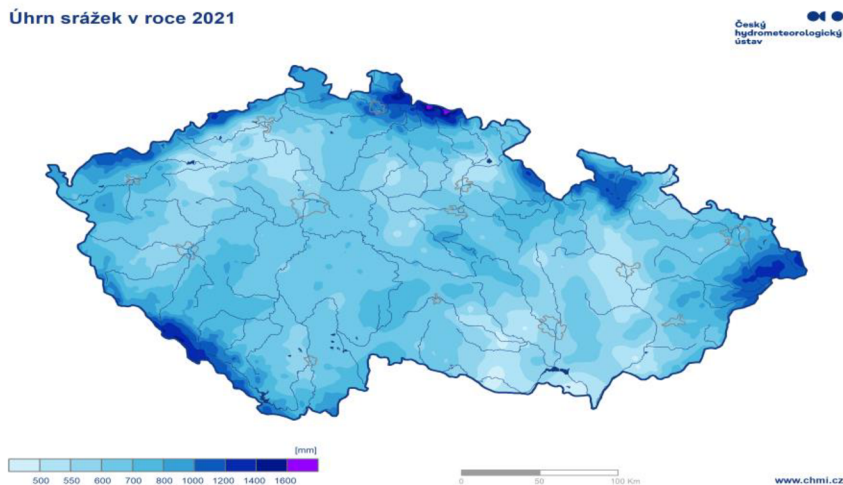 Úhrn srážek v roce 2021
Český
hydrometeorologický
ústav
[mm]
500 550 600 700 800 1000 1200 1400 1600
0 50 100 Km
www.chmi.cz